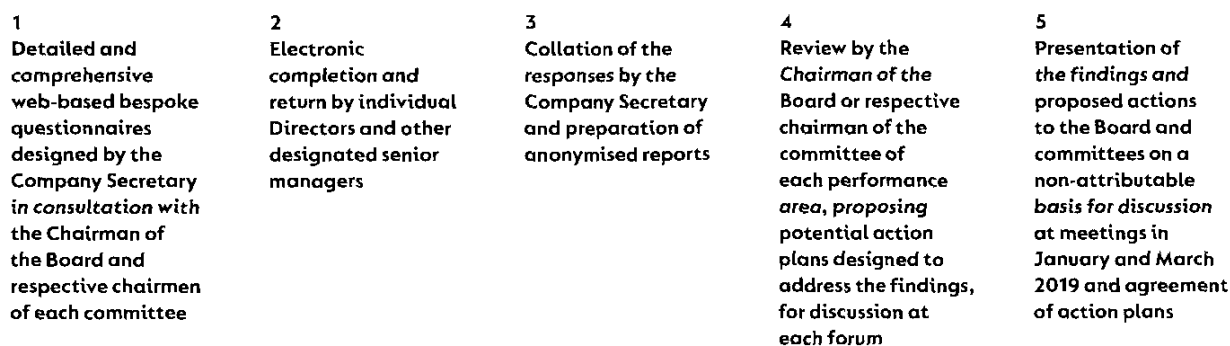 1
Detailed and
comprehensive
web-based bespoke
questionnaires
designed by the
Company Secretary
in consultation with
the Chairman of
the Board and
respective chairmen
of each committee
2
Electronic
completion and
return by individual
Directors and other
designated senior
managers
3
Collation of the
responses by the
Company Secretary
and preparation of
anonymised reports
4
Review by the
Chairman of the
Board or respective
chairman of the
committee of
each performance
area, proposing
potential action
plans designed to
address the findings,
for discussion at
each forum
5
Presentation of
the findings and
proposed actions
to the Board and
committees on a
non-attributable
basis for discussion
at meetings in
January and March
2019 and agreement
of action plans